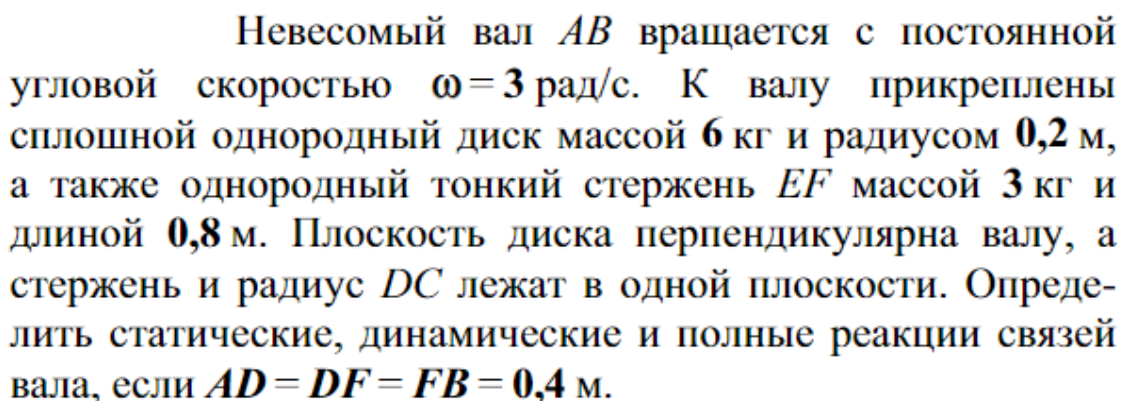 Невесомый вал AB вращается с постоянной
угловой скоростью ω = 3 рад/с. К валу прикреплены
сплошной однородный диск массой 6 кг и радиусом 0,2 м,
а также однородный тонкий стержень EF массой 3 кг и
длиной 0,8 м. Плоскость диска перпендикулярна валу, а
стержень и радиус DC лежат в одной плоскости. Опреде-
лить статические, динамические и полные реакции связей
вала, если AD = DF = FB = 0,4 м.